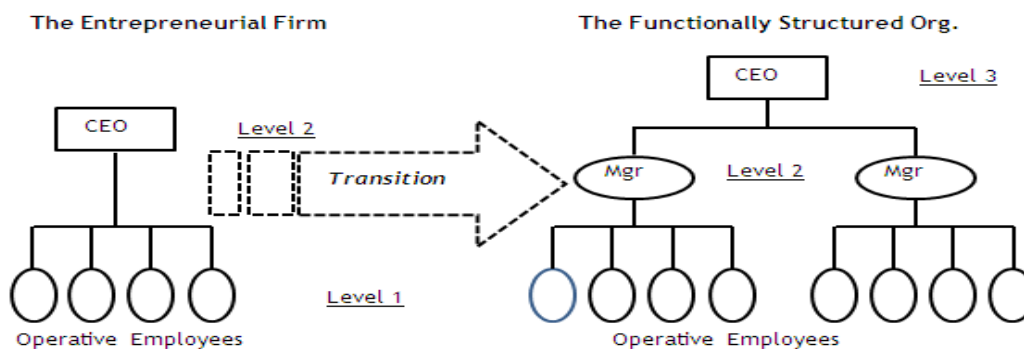 The Entrepreneurial Firm
The Functionally Structured Org.
CEO
Level 3
CEO
Level 2
Transition
Mgr
Level 2
Mgr
Level 1
Operative Employees
Operative Employees